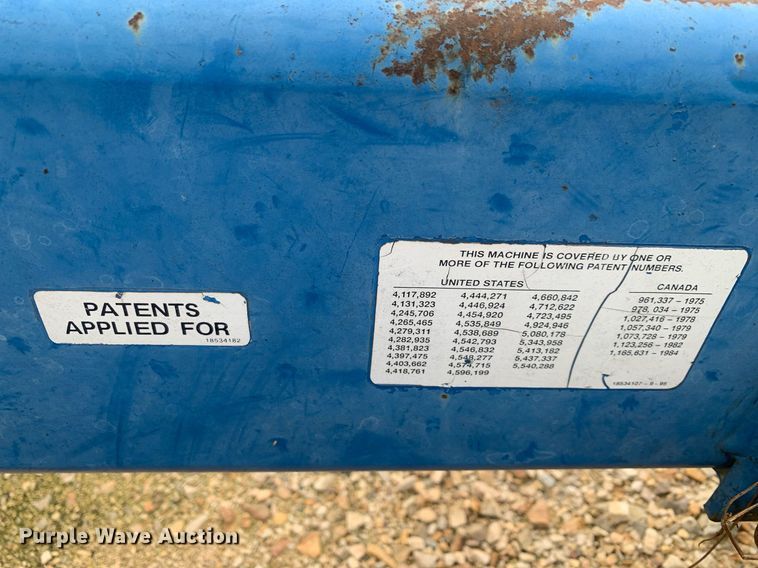 THIS MACHINE IS COVERED BY ONE OR
MORE OF THE FOLLOWING PATENT NUMBERS.
UNITED STATES
4,117,892 4,444,271 4,660,842
4,131,323 4,446,924 4,712,622
4,245,706 4,454,920 4,723,495
4,265,465 4,535,849 4,924,946
4,279,311 4,538,689 5,080,178
4,282,935 4,542,793 5,343,958
4,381,823 4,546,832 5,413,182
4,397,475 4,548,277 5,437,337
4,403,662 4,574,715 5,540,288
4,418,761 4,596,199
CANADA
961,337 - 1975
978, 034 - 1975
1,027,416 - 1978
1,057,340 - 1979
1,073,728 - 1979
1,123,256 - 1982
1,165,631 - 1984
18534107 - 9 - 95
PATENTS
APPLIED FOR
18534182
Purple Wave Auction®